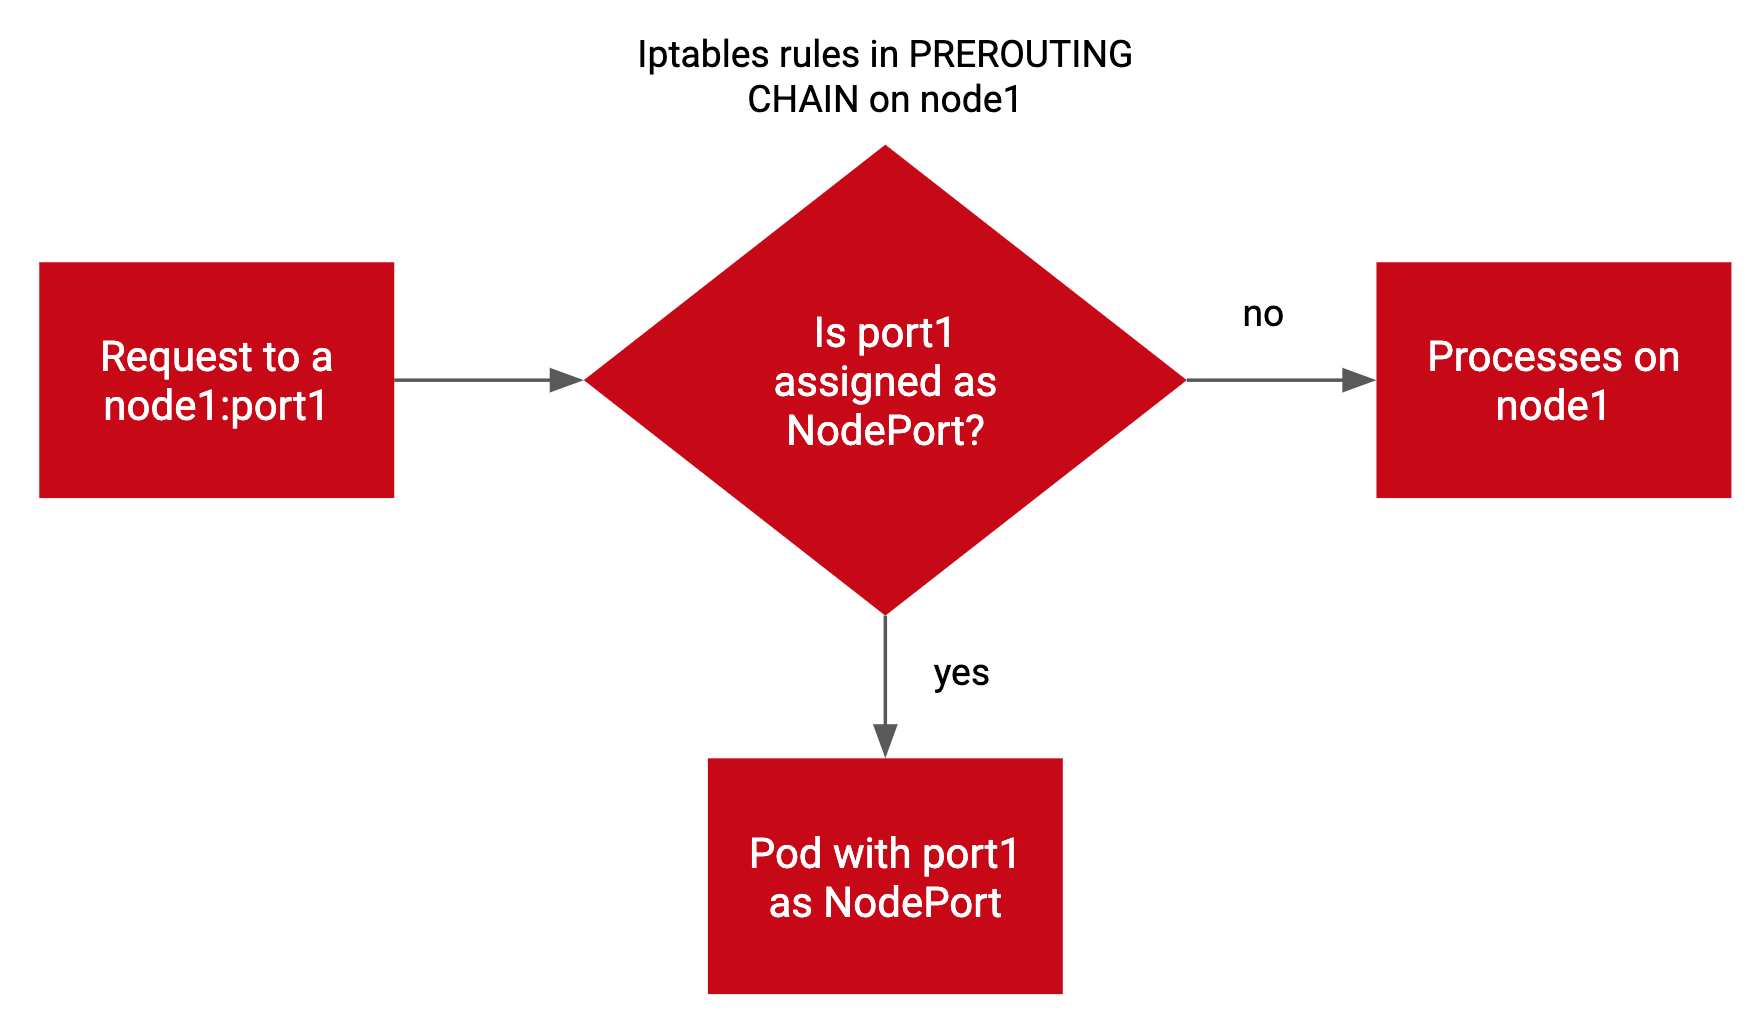 Iptables rules in PREROUTING
CHAIN on node1
Request to a
node1:port1
Is port1
assigned as
NodePort?
no
Processes on
node1
yes
Pod with port1
as NodePort